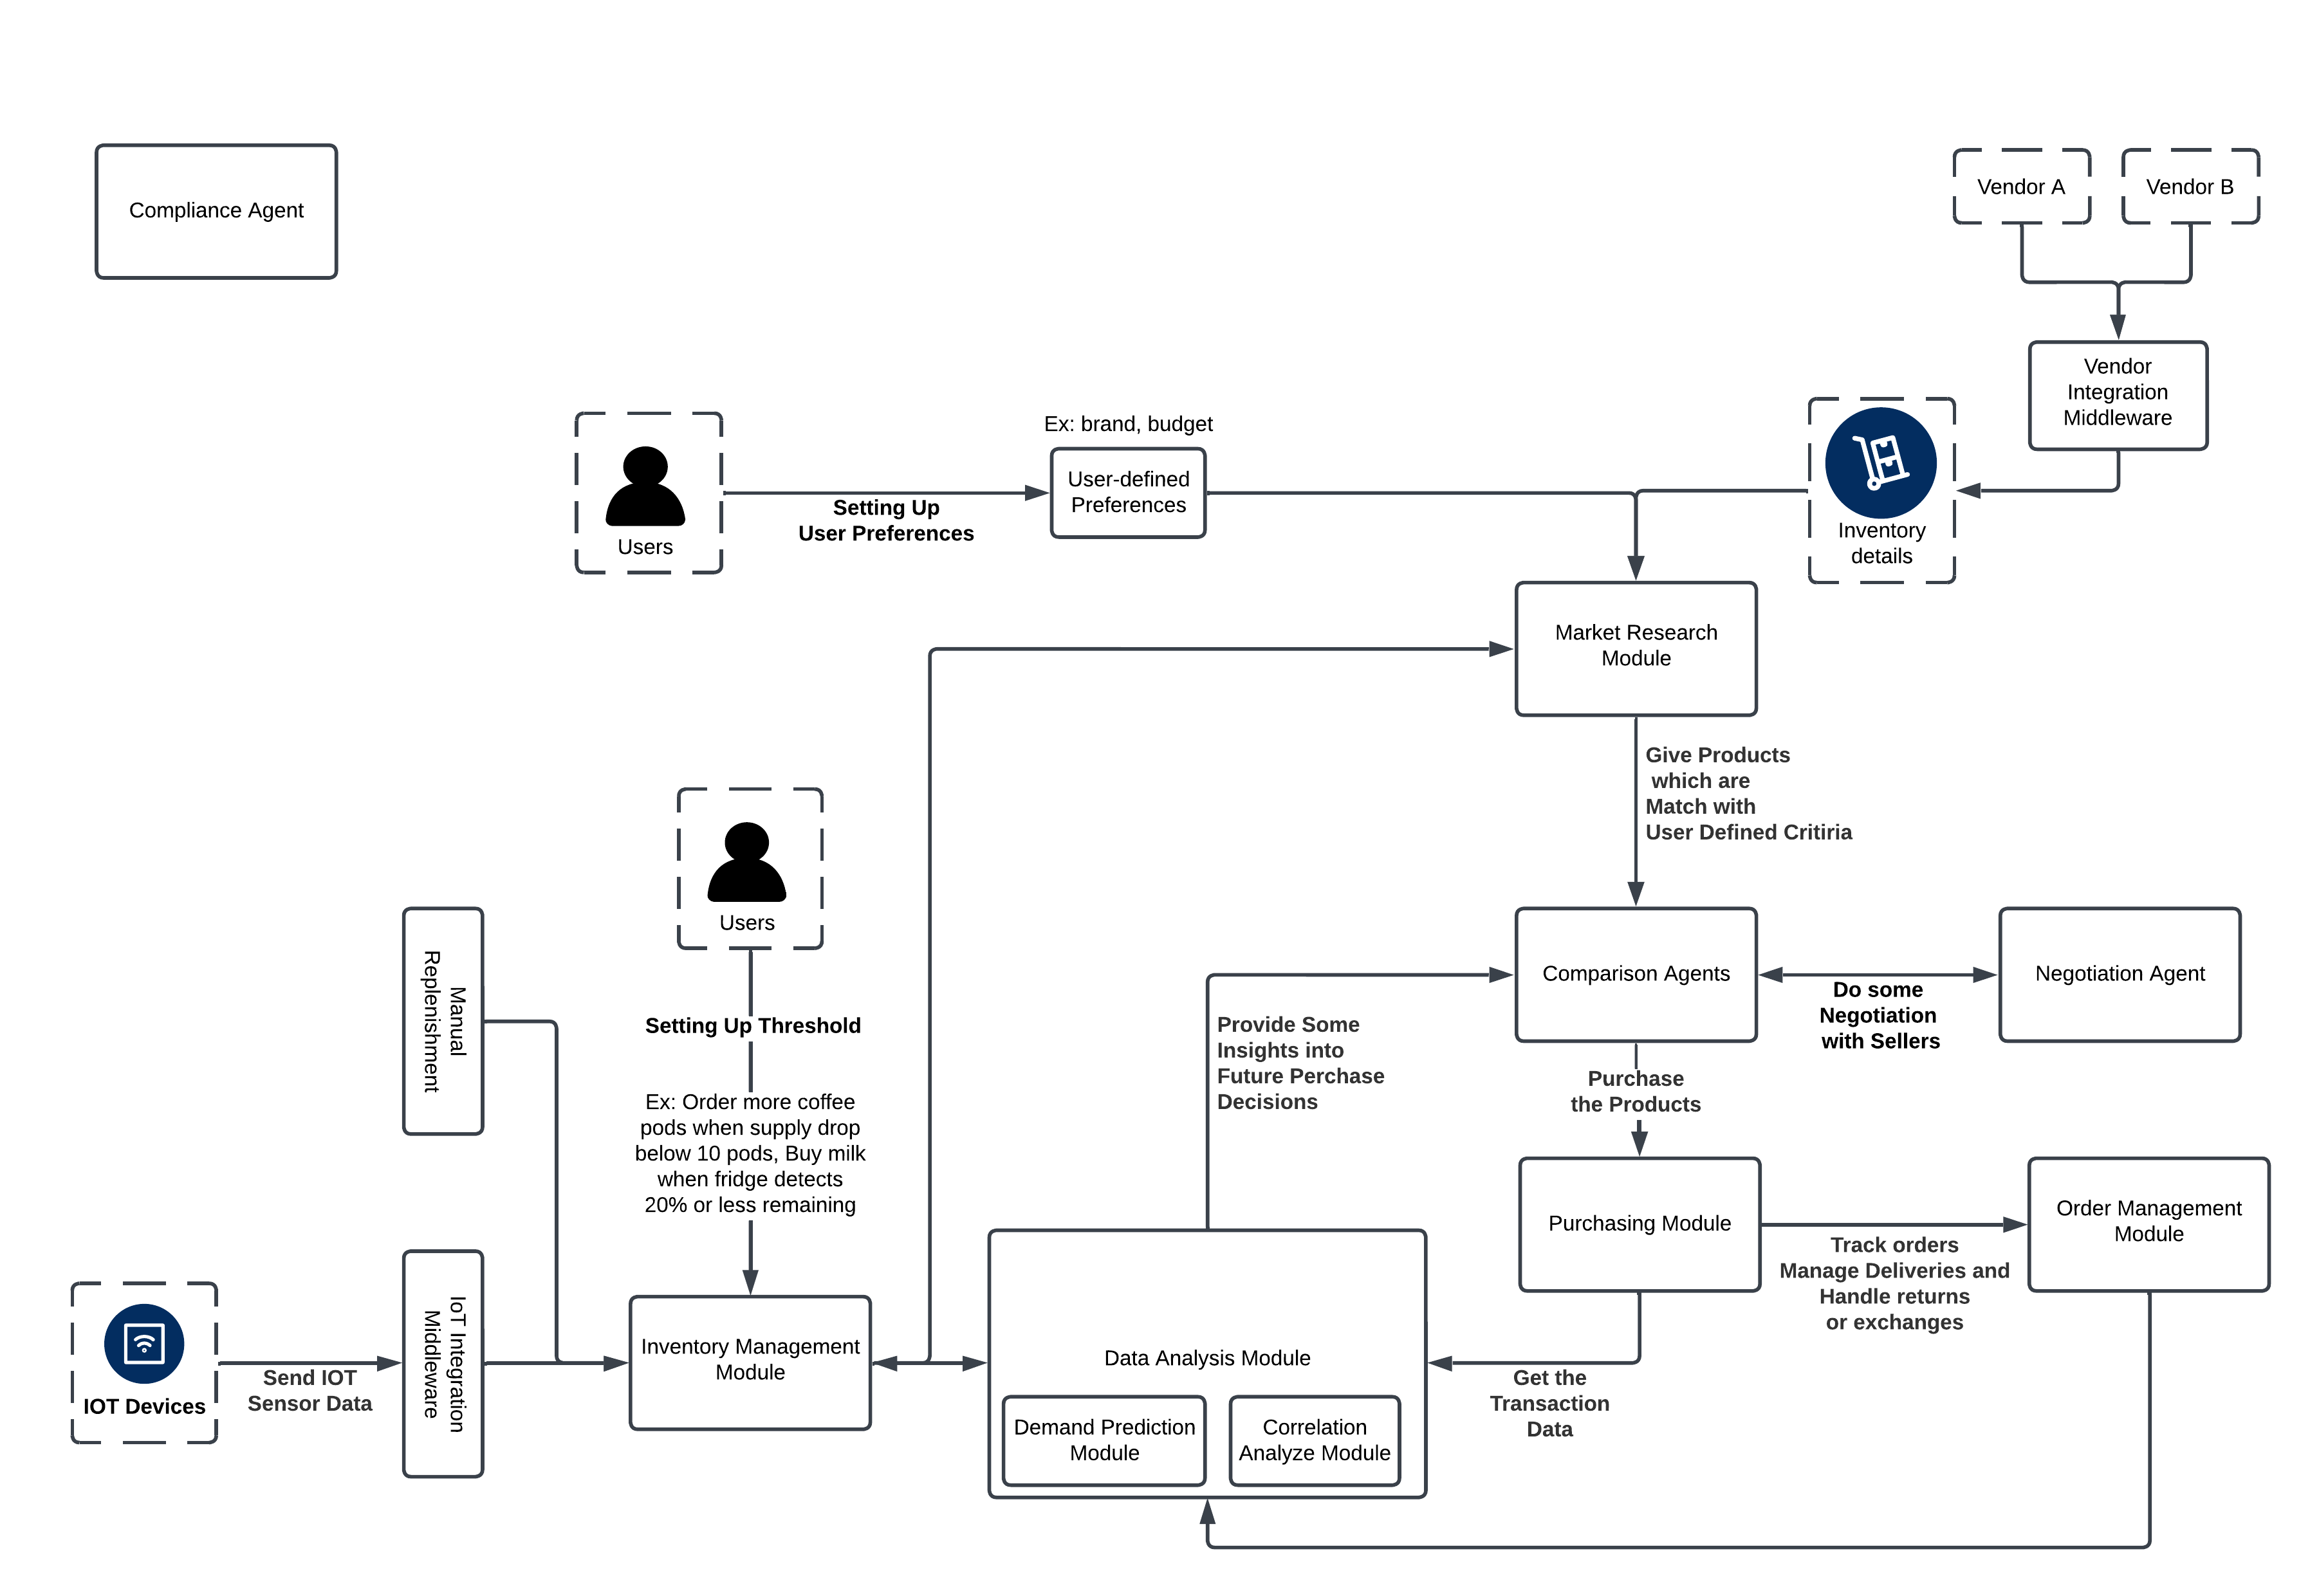 Compliance Agent
Vendor A
Vendor B
Vendor
Integration
Middleware
Ex: brand, budget
User-defined
Preferences
Setting Up
User Preferences
Users
Inventory
details
Market Research
Module
Give Products
which are
Match with
User Defined Critiria
Users
Setting Up Threshold
Ex: Order more coffee
pods when supply drop
below 10 pods, Buy milk
when fridge detects
20% or less remaining
Manual
Replenishment
Comparison Agents
Negotiation Agent
Do some
Negotiation
with Sellers
Provide Some
Insights into
Future Perchase
Decisions
Purchase
the Products
Purchasing Module
Order Management
Module
Track orders
Manage Deliveries and
Handle returns
or exchanges
IOT Devices
Send IOT
Sensor Data
IoT Integration
Middleware
Inventory Management
Module
Data Analysis Module
Demand Prediction
Module
Correlation
Analyze Module
Get the
Transaction
Data